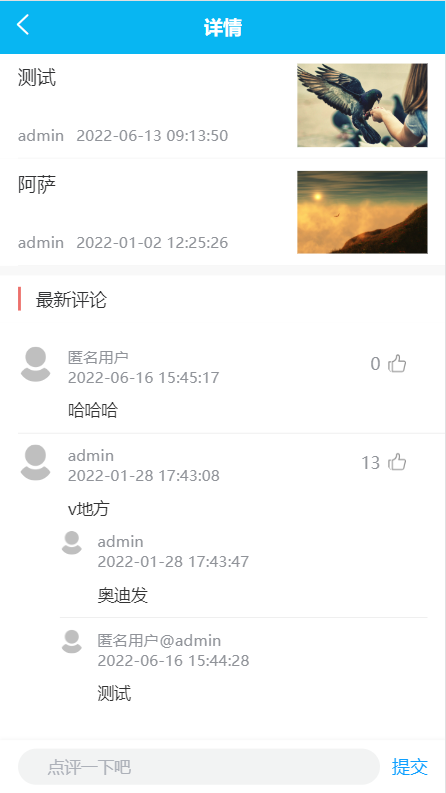 详情
测试
admin 2022-06-13 09:13:50
阿萨
admin 2022-01-02 12:25:26
最新评论
匿名用户
0
2022-06-16 15:45:17
哈哈哈
admin
13
2022-01-28 17:43:08
v地方
admin
2022-01-28 17:43:47
奥迪发
匿名用户@admin
2022-06-16 15:44:28
测试
点评一下吧 提交